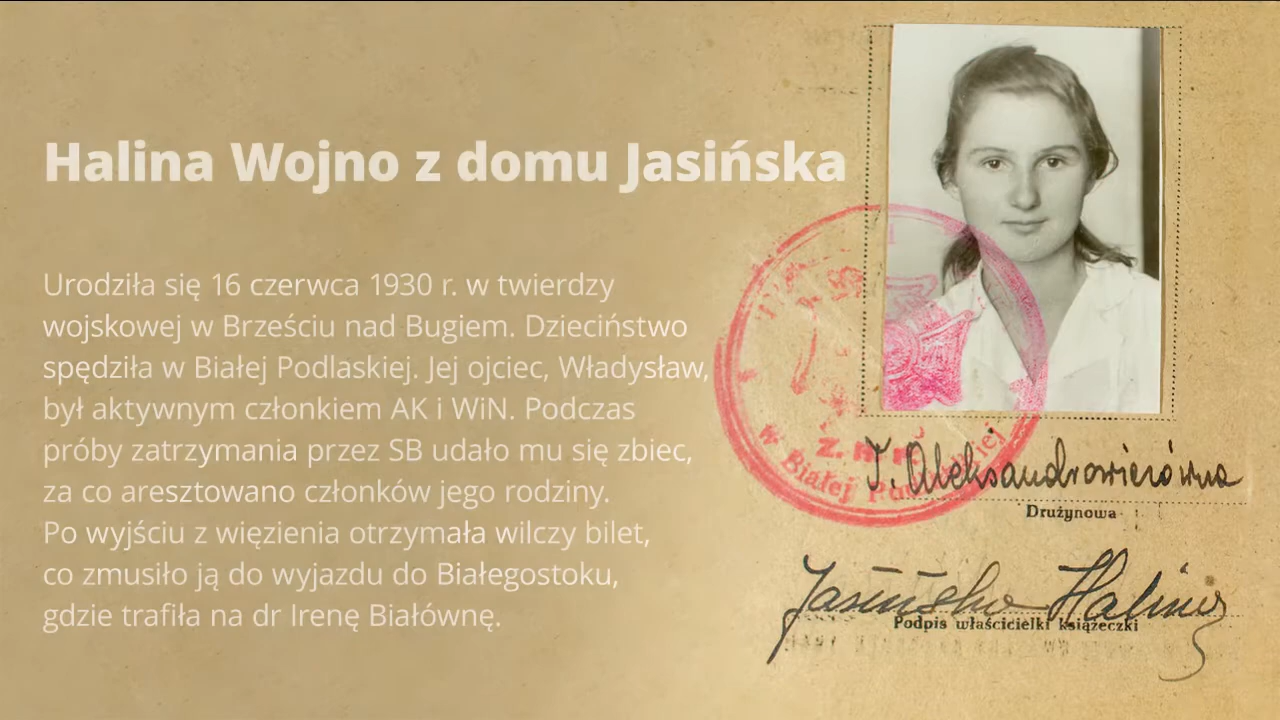 Halina Wojno z domu Jasińska
Urodziła się 16 czerwca 1930 r. w twierdzy
wojskowej w Brześciu nad Bugiem. Dzieciństwo
spędziła w Białej Podlaskiej. Jej ojciec, Władysław,
był aktywnym członkiem AK i WiN. Podczas
próby zatrzymania przez SB udało mu się zbiec,
za co aresztowano członków jego rodziny.
Po wyjściu z więzienia otrzymała wilczy bilet,
co zmusiło ją do wyjazdu do Białegostoku,
gdzie trafiła na dr Irenę Białównę.
w Białej
Drużynowa
Jasińska Halina
Podpis właścicielki książeczki